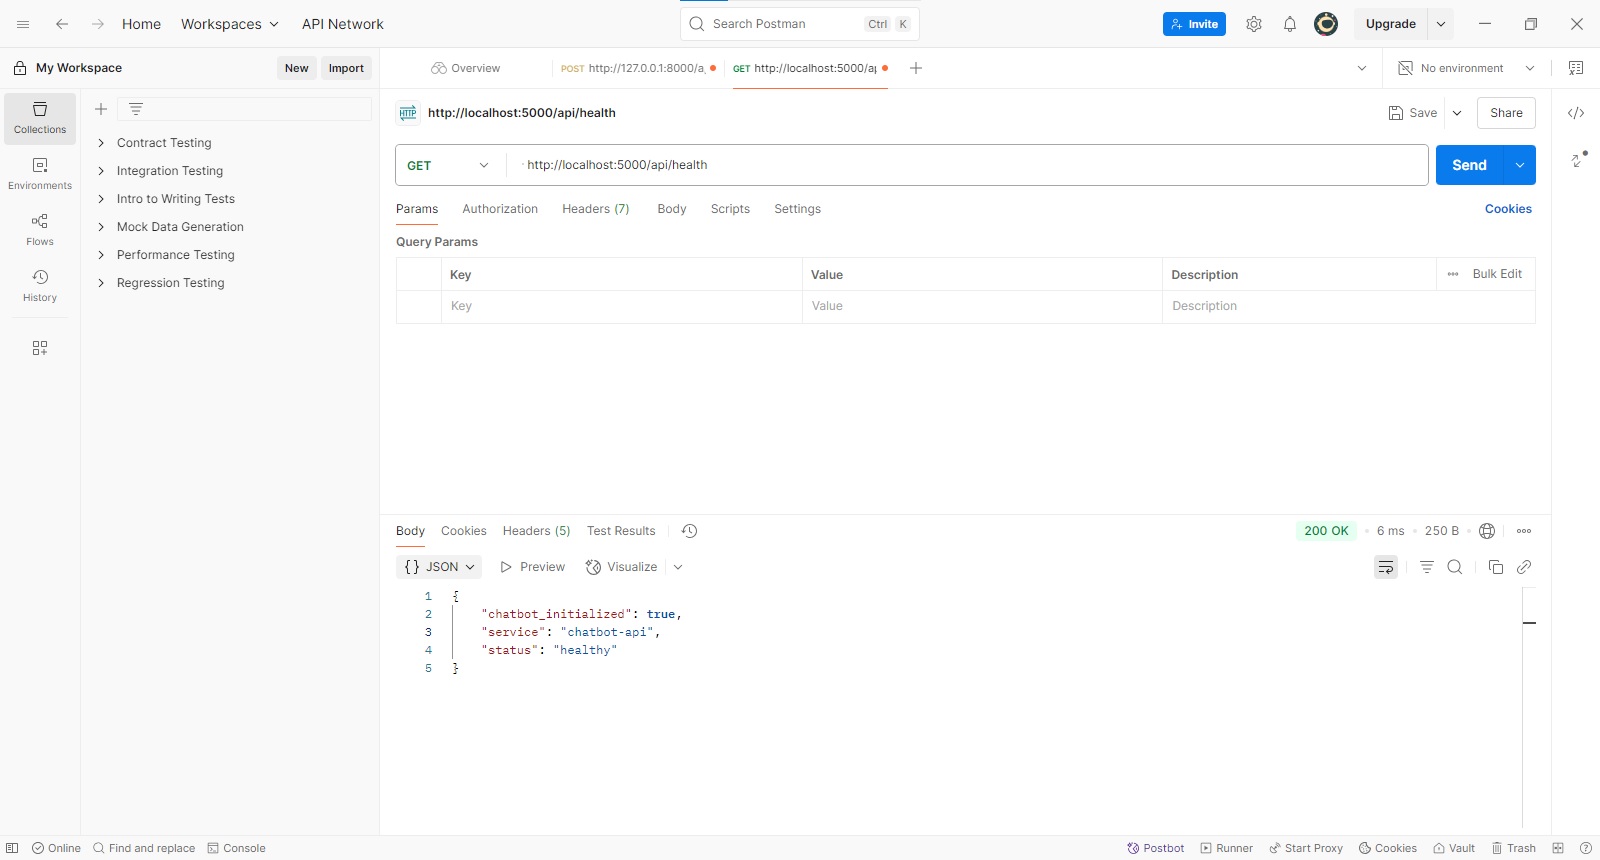 Home Workspaces API Network Search Postman Ctrl K Invite Upgrade
My Workspace New Import Overview POST http://127.0.0.1:8000/a GET http://localhost:5000/a No environment
Collections
Environments
Flows
History
Contract Testing
Integration Testing
Intro to Writing Tests
Mock Data Generation
Performance Testing
Regression Testing
HTTP http://localhost:5000/api/health Save Share
GET http://localhost:5000/api/health Send
Params Authorization Headers (7) Body Scripts Settings Cookies
Query Params
Key Value Description Bulk Edit
Key Value Description
Body Cookies Headers (5) Test Results 200 OK • 6 ms • 250 B
{} JSON Preview Visualize
1 {
2 "chatbot_initialized": true,
3 "service": "chatbot-api",
4 "status": "healthy"
5 }
Online Find and replace Console Postbot Runner Start Proxy Cookies Vault Trash